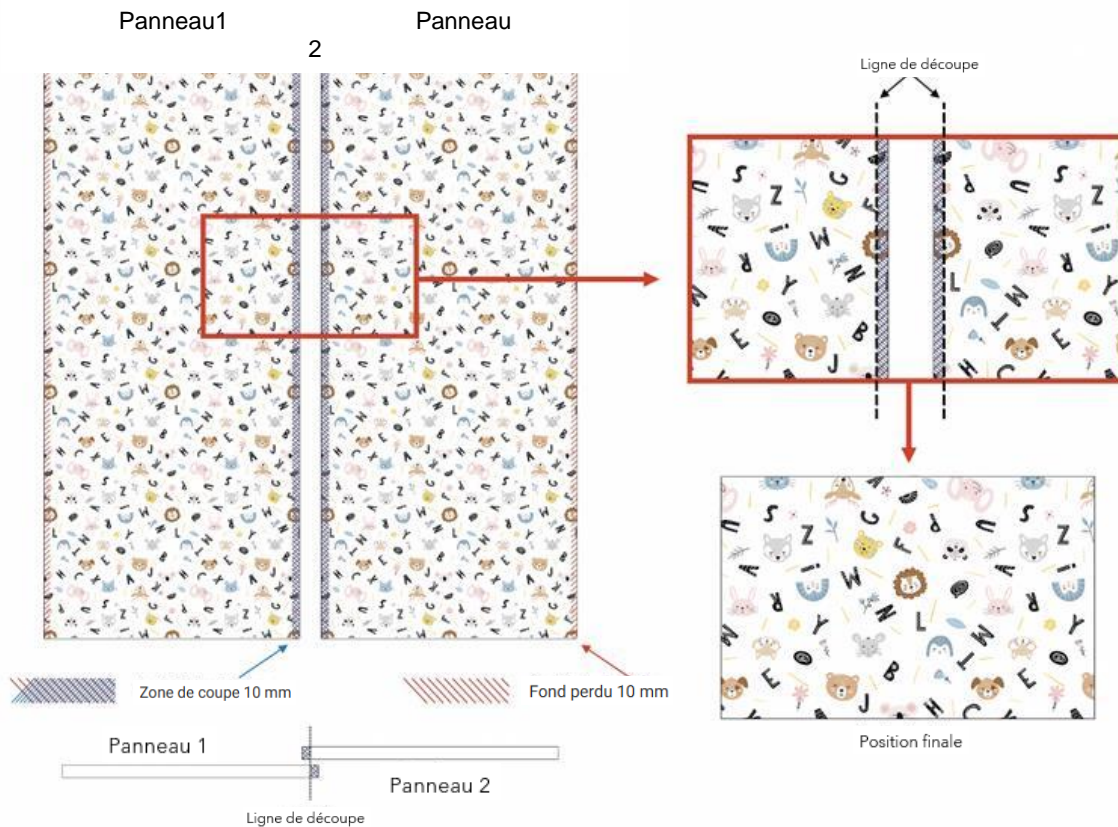 Panneau1 Panneau
2
Ligne de découpe
Zone de coupe 10 mm
Fond perdu 10 mm
Panneau 1
Panneau 2
Ligne de découpe
Position finale